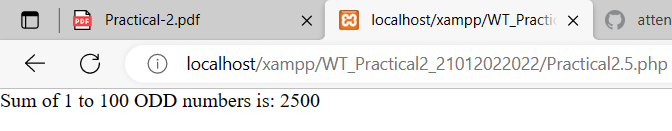 Practical-2.pdf
localhost/xampp/WT_Practic
atten
localhost/xampp/WT_Practical2_21012022022/Practical2.5.php
Sum of 1 to 100 ODD numbers is: 2500